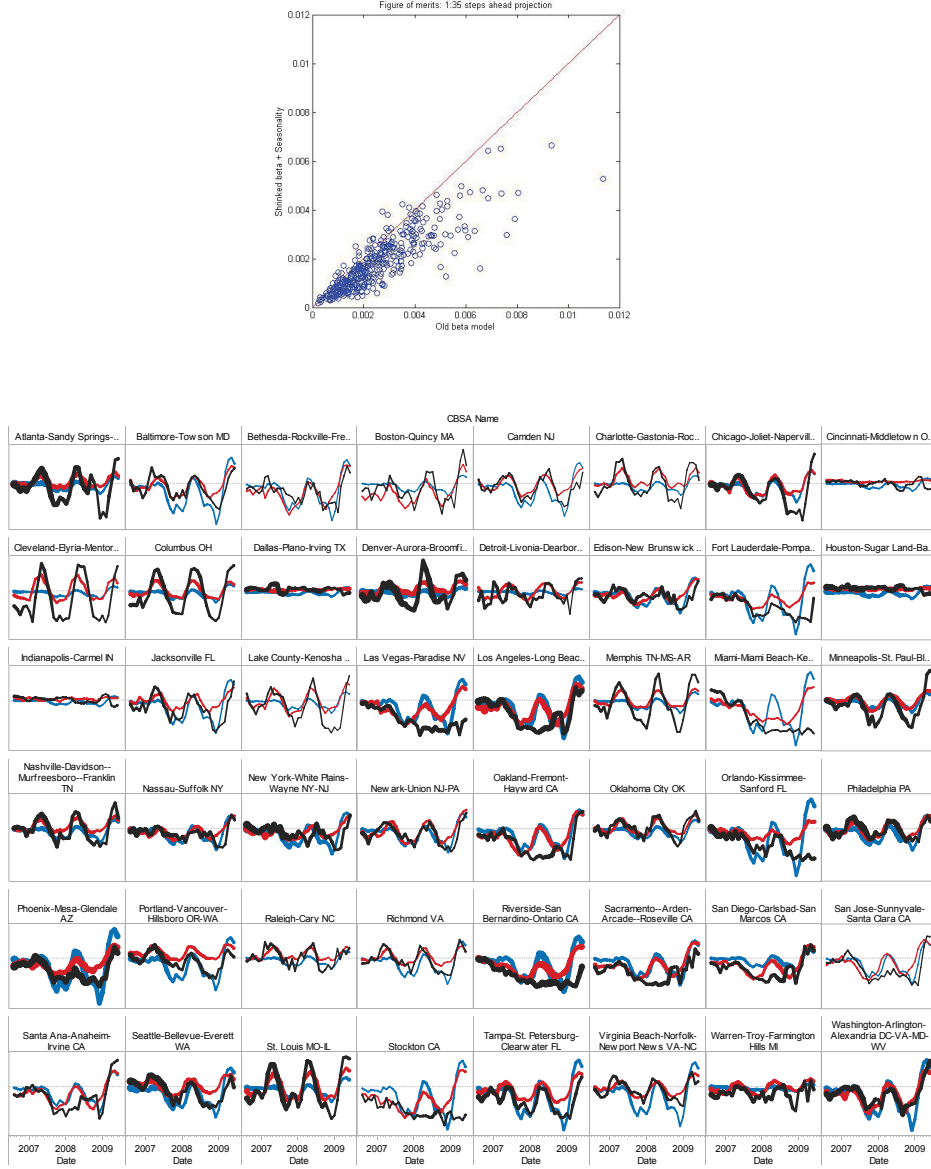 Figure of merits: 1:35 steps ahead projection
0.012
0.01
0.008
0.006
0.004
0.002
0
Shrinked beta + Seasonality
0 0.002 0.004 0.006 0.008 0.01 0.012
Old beta model
CBSA Name
Atlanta-Sandy Springs-.. Baltimore-Towson MD Bethesda-Rockville-Fre.. Boston-Quincy MA Camden NJ Charlotte-Gastonia-Roc.. Chicago-Joliet-Napervill.. Cincinnati-Middletown O.
Cleveland-Elyria-Mentor.. Columbus OH Dallas-Plano-Irving TX Denver-Aurora-Broomfi.. Detroit-Livonia-Dearbor.. Edison-New Brunswick .. Fort Lauderdale-Pompa.. Houston-Sugar Land-Ba.
Indianapolis-Carmel IN Jacksonville FL Lake County-Kenosha .. Las Vegas-Paradise NV Los Angeles-Long Beac.. Memphis TN-MS-AR Miami-Miami Beach-Ke.. Minneapolis-St. Paul-Bl..
Nashville-Davidson--
Murfreesboro--Franklin
TN
Nassau-Suffolk NY
New York-White Plains-
Wayne NY-NJ
Newark-Union NJ-PA
Oakland-Fremont-
Hayward CA
Oklahoma City OK
Orlando-Kissimmee-
Sanford FL
Philadelphia PA
Phoenix-Mesa-Glendale
AZ
Portland-Vancouver-
Hillsboro OR-WA
Raleigh-Cary NC
Richmond VA
Riverside-San
Bernardino-Ontario CA
Sacramento--Arden-
Arcade--Roseville CA
San Diego-Carlsbad-San
Marcos CA
San Jose-Sunnyvale-
Santa Clara CA
Santa Ana-Anaheim-
Irvine CA
Seattle-Bellevue-Everett
WA
St. Louis MO-IL
Stockton CA
Tampa-St. Petersburg-
Clearwater FL
Virginia Beach-Norfolk-
Newport News VA-NC
Warren-Troy-Farmington
Hills MI
Washington-Arlington-
Alexandria DC-VA-MD-
WV
2007 2008 2009 2007 2008 2009 2007 2008 2009 2007 2008 2009 2007 2008 2009 2007 2008 2009 2007 2008 2009 2007 2008 2009
Date Date Date Date Date Date Date Date